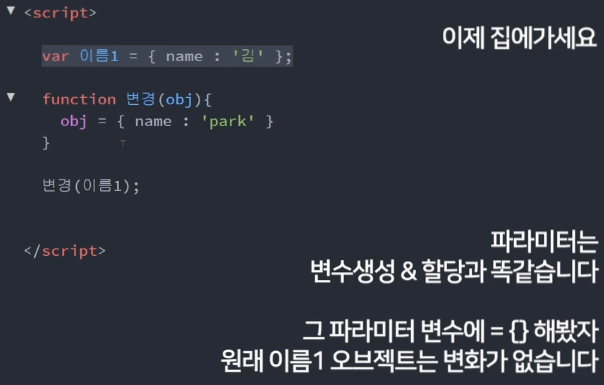 <script>
이제 집에가세요
var 이름1 = { name : '김' };
function 변경(obj){
obj = { name : 'park' }
}
변경(이름1);
</script>
파라미터는
변수생성 & 할당과 똑같습니다
그 파라미터 변수에 = {} 해봤자
원래 이름1 오브젝트는 변화가 없습니다